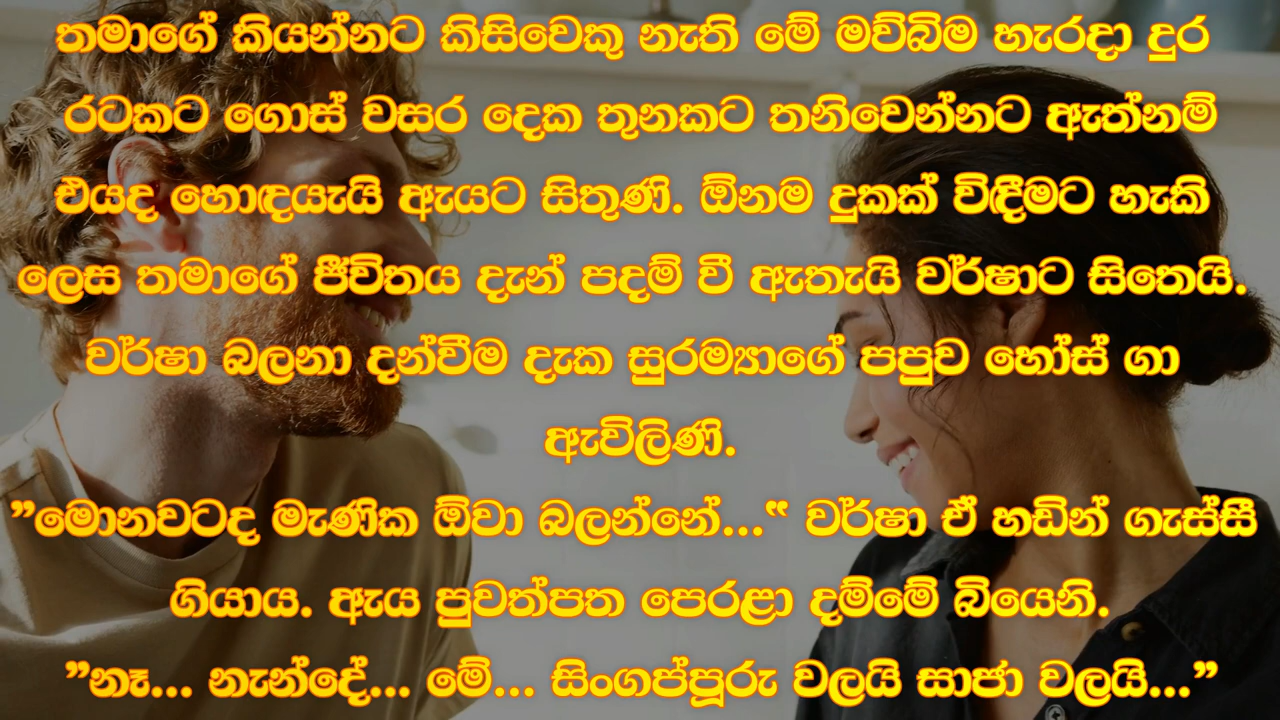 තමාගේ කියන්නට කිසිවෙකු නැති මේ මව්බිම හැරදා දුර
රටකට ගොස් වසර දෙක තුනකට තනිවෙන්නට ඇත්නම්
එයද හොඳයැයි ඇයට සිතුණි. ඕනම දුකක් විඳීමට හැකි
ලෙස තමාගේ ජීවිතය දැන් පදම් වී ඇතැයි වර්ෂාට සිතෙයි.
වර්ෂා බලනා දන්වීම දැක සුරම්‍යාගේ පපුව හෝස් ගා
ඇවිලිණි.
”මොනවටද මැණික ඕවා බලන්නේ...“ වර්ෂා ඒ හඩින් ගැස්සී
ගියාය. ඇය පුවත්පත පෙරළා දම්මේ බියෙනි.
”නෑ... නැන්දේ... මේ... සිංගප්පූරු වලයි සාජා වලයි...”